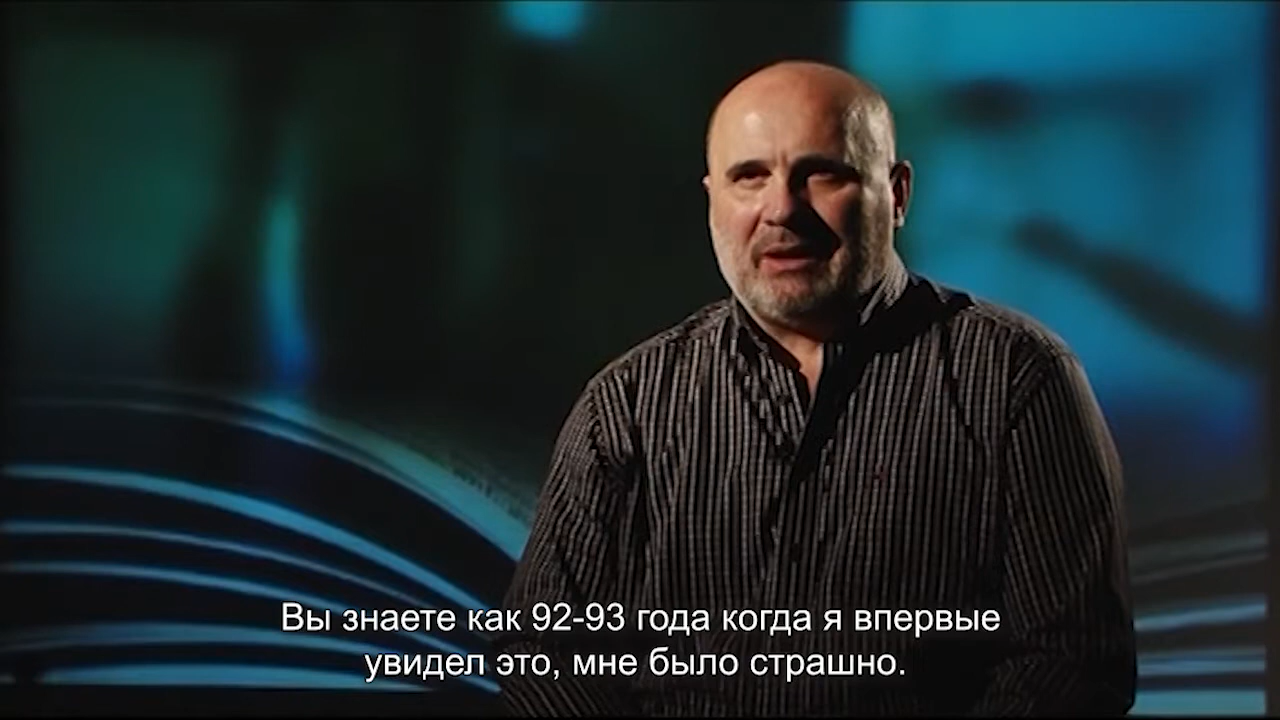 Вы знаете как 92-93 года когда я впервые
увидел это, мне было страшно.